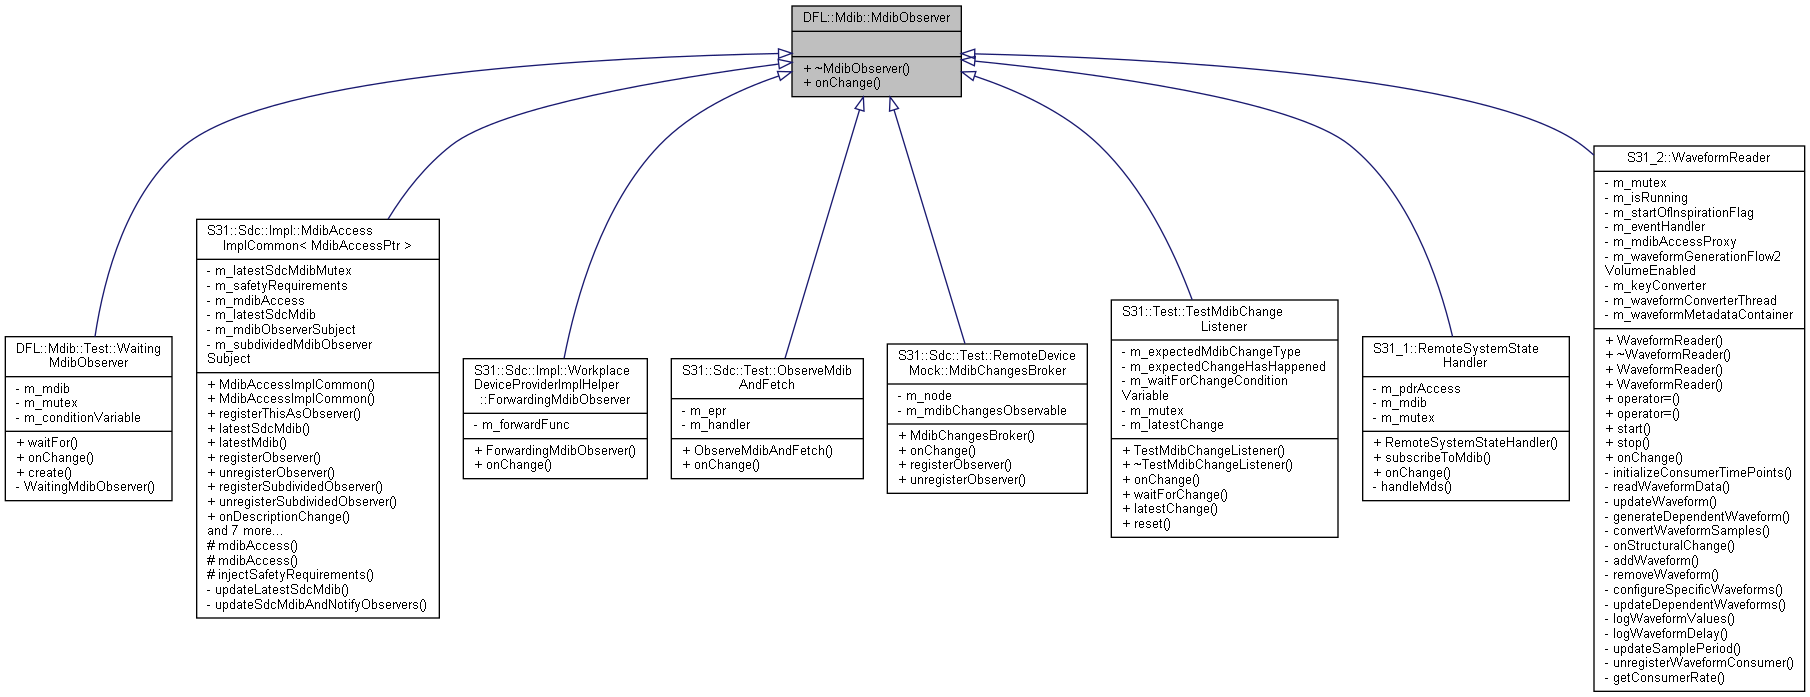 DFL::Mdib::MdibObserver
+ ~MdibObserver()
+ onChange()
DFL::Mdib::Test::Waiting
MdibObserver
- m_mdib
- m_mutex
- m_conditionVariable
+ waitFor()
+ onChange()
+ create()
- WaitingMdibObserver()
S31::Sdc::Impl::MdibAccess
ImplCommon< MdibAccessPtr >
- m_latestSdcMdibMutex
- m_safetyRequirements
- m_mdibAccess
- m_latestSdcMdib
- m_mdibObserverSubject
- m_subdividedMdibObserver
Subject
+ MdibAccessImplCommon()
+ MdibAccessImplCommon()
+ registerThisAsObserver()
+ latestSdcMdib()
+ latestMdib()
+ registerObserver()
+ unregisterObserver()
+ registerSubdividedObserver()
+ unregisterSubdividedObserver()
+ onDescriptionChange()
and 7 more...
# mdibAccess()
# mdibAccess()
# injectSafetyRequirements()
- updateLatestSdcMdib()
- updateSdcMdibAndNotifyObservers()
S31::Sdc::Impl::Workplace
DeviceProviderImplHelper
::ForwardingMdibObserver
- m_forwardFunc
+ ForwardingMdibObserver()
+ onChange()
S31::Sdc::Test::ObserveMdib
AndFetch
- m_epr
- m_handler
+ ObserveMdibAndFetch()
+ onChange()
S31::Sdc::Test::RemoteDevice
Mock::MdibChangesBroker
- m_node
- m_mdibChangesObservable
+ MdibChangesBroker()
+ onChange()
+ registerObserver()
+ unregisterObserver()
S31::Test::TestMdibChange
Listener
- m_expectedMdibChangeType
- m_expectedChangeHasHappened
- m_waitForChangeCondition
Variable
- m_mutex
- m_latestChange
+ TestMdibChangeListener()
+ ~TestMdibChangeListener()
+ onChange()
+ waitForChange()
+ latestChange()
+ reset()
S31_1::RemoteSystemState
Handler
- m_pdrAccess
- m_mdib
- m_mutex
+ RemoteSystemStateHandler()
+ subscribeToMdib()
+ onChange()
- handleMds()
S31_2::WaveformReader
- m_mutex
- m_isRunning
- m_startOfInspirationFlag
- m_eventHandler
- m_mdibAccessProxy
- m_waveformGenerationFlow2
VolumeEnabled
- m_keyConverter
- m_waveformConverterThread
- m_waveformMetadataContainer
+ WaveformReader()
+ ~WaveformReader()
+ WaveformReader()
+ WaveformReader()
+ operator=()
+ operator=()
+ start()
+ stop()
+ onChange()
- initializeConsumerTimePoints()
- readWaveformData()
- updateWaveform()
- generateDependentWaveform()
- convertWaveformSamples()
- onStructuralChange()
- addWaveform()
- removeWaveform()
- configureSpecificWaveforms()
- updateDependentWaveforms()
- logWaveformValues()
- logWaveformDelay()
- updateSamplePeriod()
- unregisterWaveformConsumer()
- getConsumerRate()